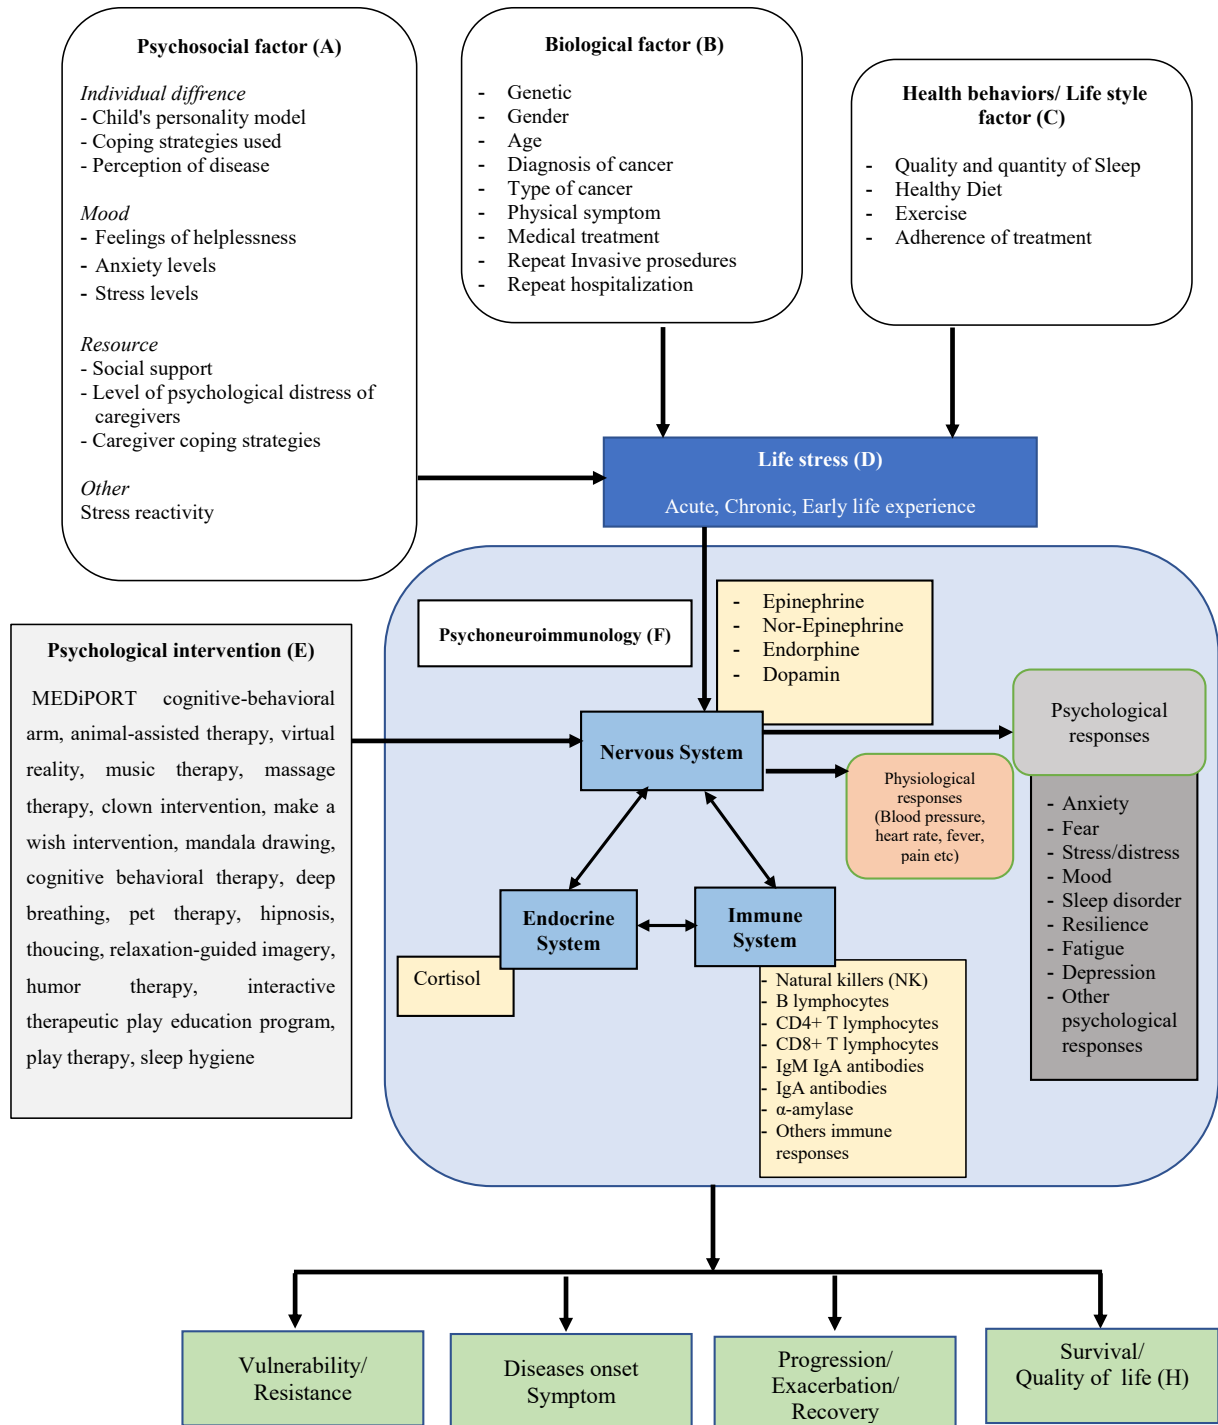 Psychosocial factor (A)
Individual diffrence
- Child's personality model
- Coping strategies used
- Perception of disease
Mood
- Feelings of helplessness
- Anxiety levels
- Stress levels
Resource
- Social support
- Level of psychological distress of
caregivers
- Caregiver coping strategies
Other
Stress reactivity
Biological factor (B)
- Genetic
- Gender
- Age
- Diagnosis of cancer
- Type of cancer
- Physical symptom
- Medical treatment
- Repeat Invasive prosedures
- Repeat hospitalization
Health behaviors/ Life style
factor (C)
- Quality and quantity of Sleep
- Healthy Diet
- Exercise
- Adherence of treatment
Life stress (D)
Acute, Chronic, Early life experience
Psychological intervention (E)
MEDiPORT cognitive-behavioral
arm, animal-assisted therapy, virtual
reality, music therapy, massage
therapy, clown intervention, make a
wish intervention, mandala drawing,
cognitive behavioral therapy, deep
breathing, pet therapy, hipnosis,
thoucing, relaxation-guided imagery,
humor therapy, interactive
therapeutic play education program,
play therapy, sleep hygiene
Psychoneuroimmunology (F)
- Epinephrine
- Nor-Epinephrine
- Endorphine
- Dopamin
Nervous System
Physiological
responses
(Blood pressure,
heart rate, fever,
pain etc)
Psychological
responses
- Anxiety
- Fear
- Stress/distress
- Mood
- Sleep disorder
- Resilience
- Fatigue
- Depression
- Other
psychological
responses
Endocrine
System
Immune
System
Cortisol
- Natural killers (NK)
- B lymphocytes
- CD4+ T lymphocytes
- CD8+ T lymphocytes
- IgM IgA antibodies
- IgA antibodies
- α-amylase
- Others immune
responses
Vulnerability/
Resistance
Diseases onset
Symptom
Progression/
Exacerbation/
Recovery
Survival/
Quality of life (H)